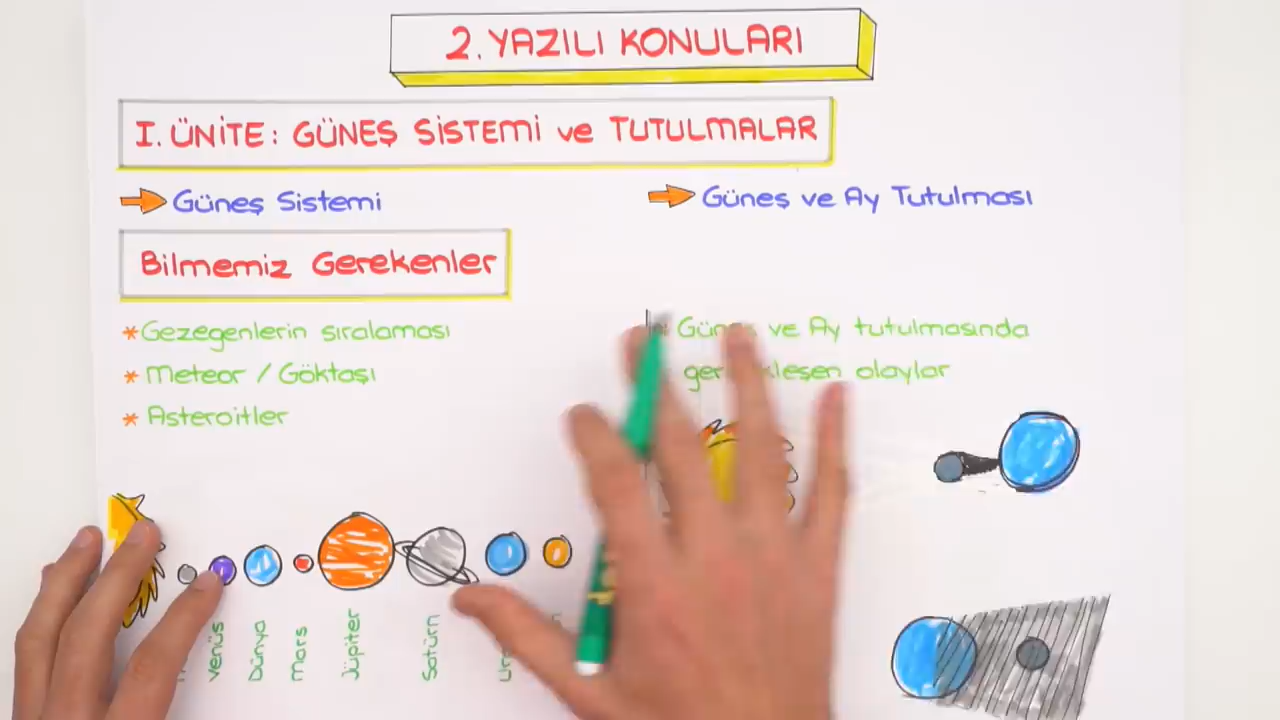 2. YAZILI KONULARI
I. ÜNİTE: GÜNEŞ SİSTEMİ ve TUTULMALAR
Güneş Sistemi
Güneş ve Ay Tutulması
Bilmemiz Gerekenler
*Gezegenlerin sıralaması
* Meteor / Göktaşı
* Asteroitler
ve Ay tutulmasında
olaylar
Venüs
Dünya
Mars
Jüpiter
Satürn